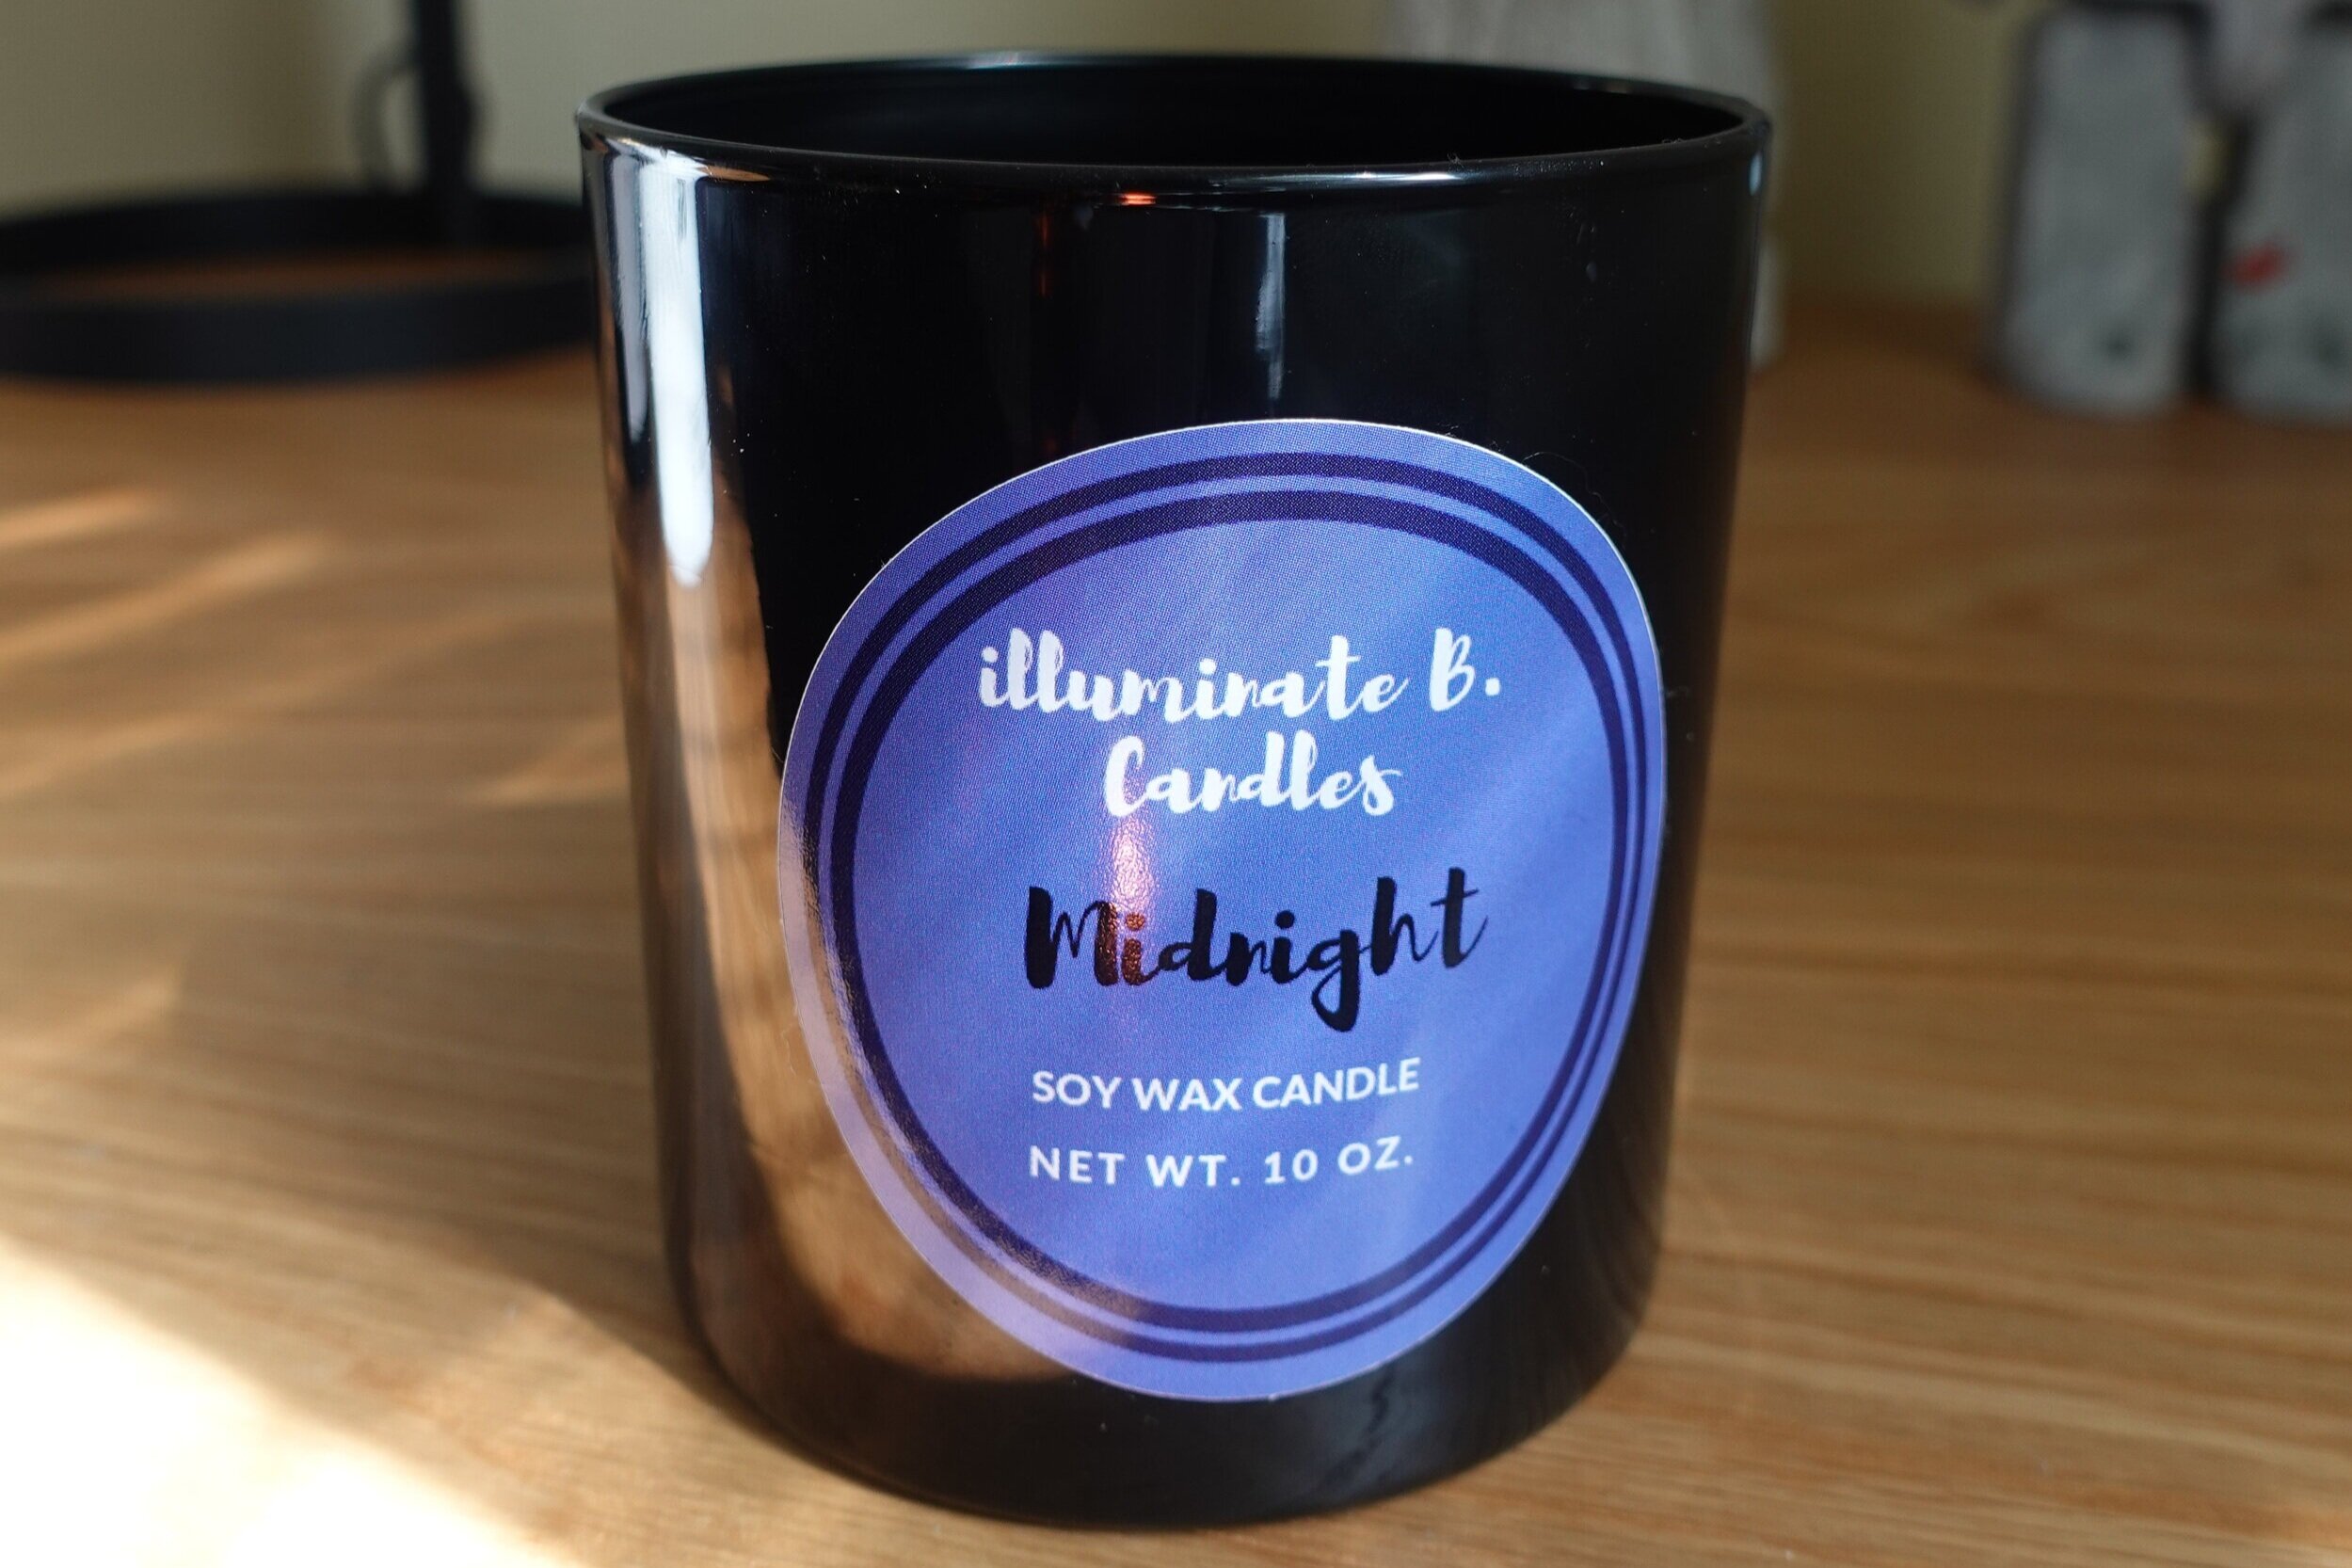 illuminate B.
Candles
Midnight
SOY WAX CANDLE
NET WT. 10 OZ.